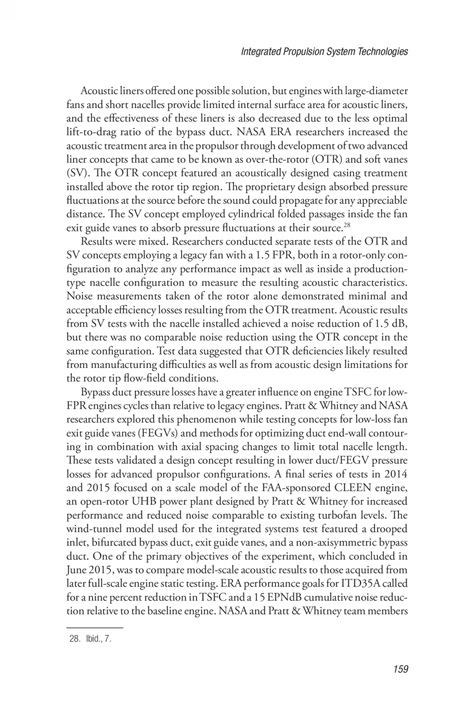 Integrated Propulsion System Technologies
Acoustic liners offered one possible solution, but engines with large-diameter
fans and short nacelles provide limited internal surface area for acoustic liners,
and the effectiveness of these liners is also decreased due to the less optimal
lift-to-drag ratio of the bypass duct. NASA ERA researchers increased the
acoustic treatment area in the propulsor through development of two advanced
liner concepts that came to be known as over-the-rotor (OTR) and soft vanes
(SV). The OTR concept featured an acoustically designed casing treatment
installed above the rotor tip region. The proprietary design absorbed pressure
fluctuations at the source before the sound could propagate for any appreciable
distance. The SV concept employed cylindrical folded passages inside the fan
exit guide vanes to absorb pressure fluctuations at their source.28
Results were mixed. Researchers conducted separate tests of the OTR and
SV concepts employing a legacy fan with a 1.5 FPR, both in a rotor-only con-
figuration to analyze any performance impact as well as inside a production-
type nacelle configuration to measure the resulting acoustic characteristics.
Noise measurements taken of the rotor alone demonstrated minimal and
acceptable efficiency losses resulting from the OTR treatment. Acoustic results
from SV tests with the nacelle installed achieved a noise reduction of 1.5 dB,
but there was no comparable noise reduction using the OTR concept in the
same configuration. Test data suggested that OTR deficiencies likely resulted
from manufacturing difficulties as well as from acoustic design limitations for
the rotor tip flow-field conditions.
Bypass duct pressure losses have a greater influence on engine TSFC for low-
FPR engines cycles than relative to legacy engines. Pratt & Whitney and NASA
researchers explored this phenomenon while testing concepts for low-loss fan
exit guide vanes (FEGVs) and methods for optimizing duct end-wall contour-
ing in combination with axial spacing changes to limit total nacelle length.
These tests validated a design concept resulting in lower duct/FEGV pressure
losses for advanced propulsor configurations. A final series of tests in 2014
and 2015 focused on a scale model of the FAA-sponsored CLEEN engine,
an open-rotor UHB power plant designed by Pratt & Whitney for increased
performance and reduced noise comparable to existing turbofan levels. The
wind-tunnel model used for the integrated systems test featured a drooped
inlet, bifurcated bypass duct, exit guide vanes, and a non-axisymmetric bypass
duct. One of the primary objectives of the experiment, which concluded in
June 2015, was to compare model-scale acoustic results to those acquired from
later full-scale engine static testing. ERA performance goals for ITD35A called
for a nine percent reduction in TSFC and a 15 EPNdB cumulative noise reduc-
tion relative to the baseline engine. NASA and Pratt & Whitney team members
28. Ibid., 7.
159